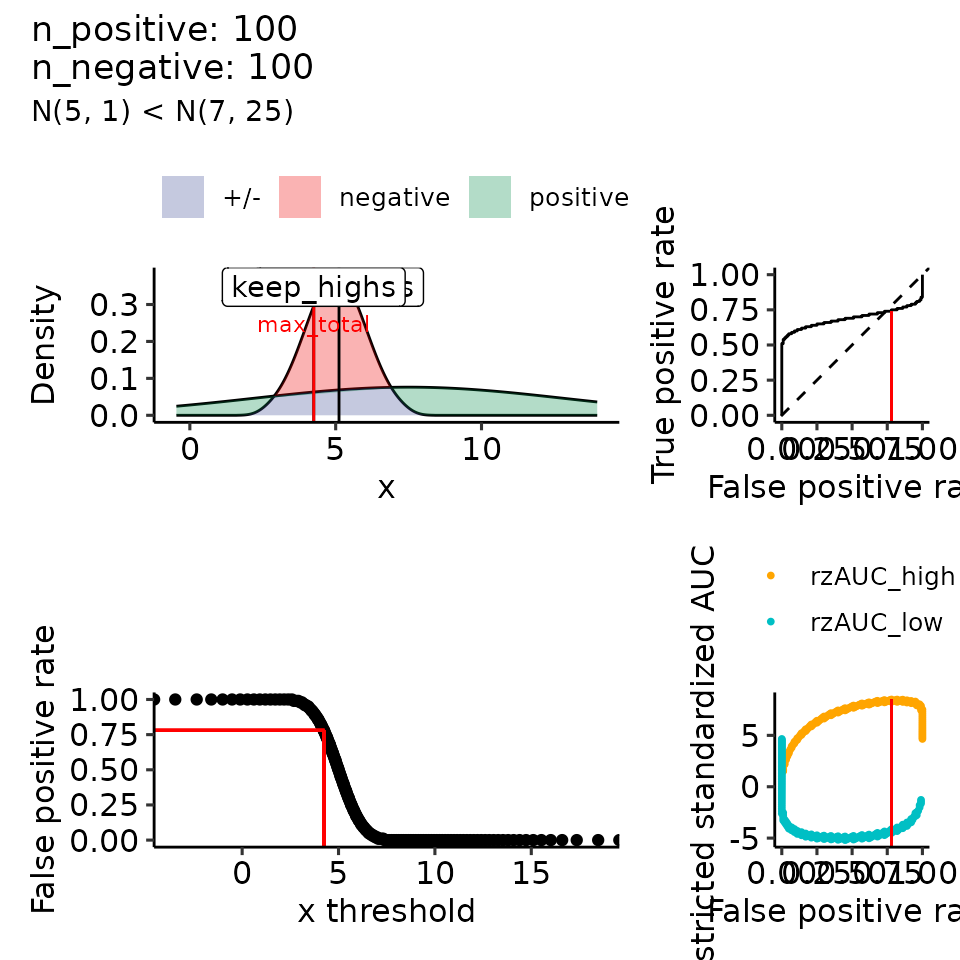 n_positive: 100
n_negative: 100
N(5, 1) < N(7, 25)
+/- negative positive
Density
0.3
0.2
0.1
0.0
keep_highs
max_total
0 5 10
x
True positive rate
1.00
0.75
0.50
0.25
0.00
False positive ra
False positive rate
1.00
0.75
0.50
0.25
0.00
0 5 10 15
x threshold
rzAUC_high
rzAUC_low
stricted standardized AUC
5
0
-5
False positive ra